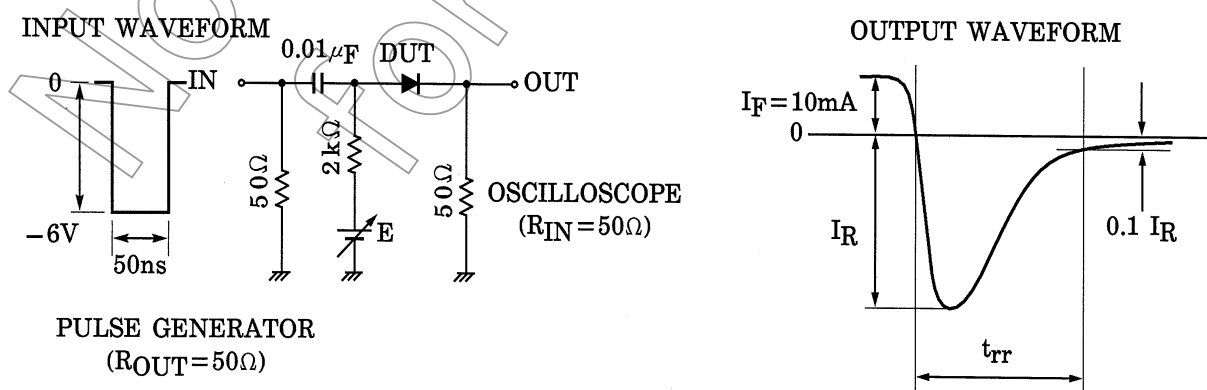 INPUT WAVEFORM
0
IN
-6V
50ns
PULSE GENERATOR
(ROUT=50Ω)
0.01μF
DUT
OUT
50Ω
2kΩ
E
50Ω
OSCILLOSCOPE
(RIN=50Ω)
OUTPUT WAVEFORM
IF=10mA
0
IR
0.1 IR
trr